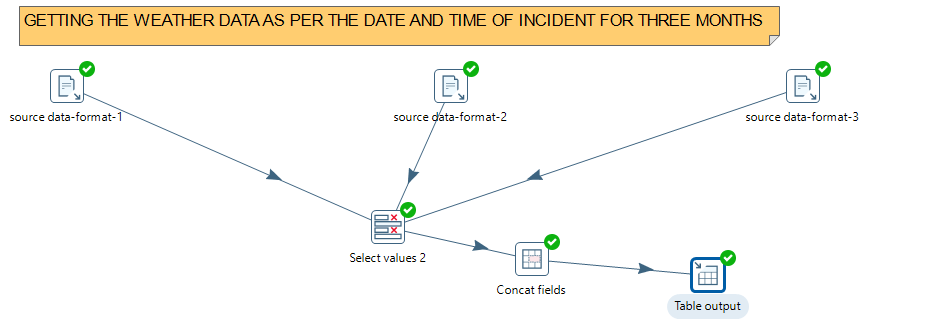 GETTING THE WEATHER DATA AS PER THE DATE AND TIME OF INCIDENT FOR THREE MONTHS
source data-format-1
source data-format-2
source data-format-3
Select values 2
Concat fields
Table output